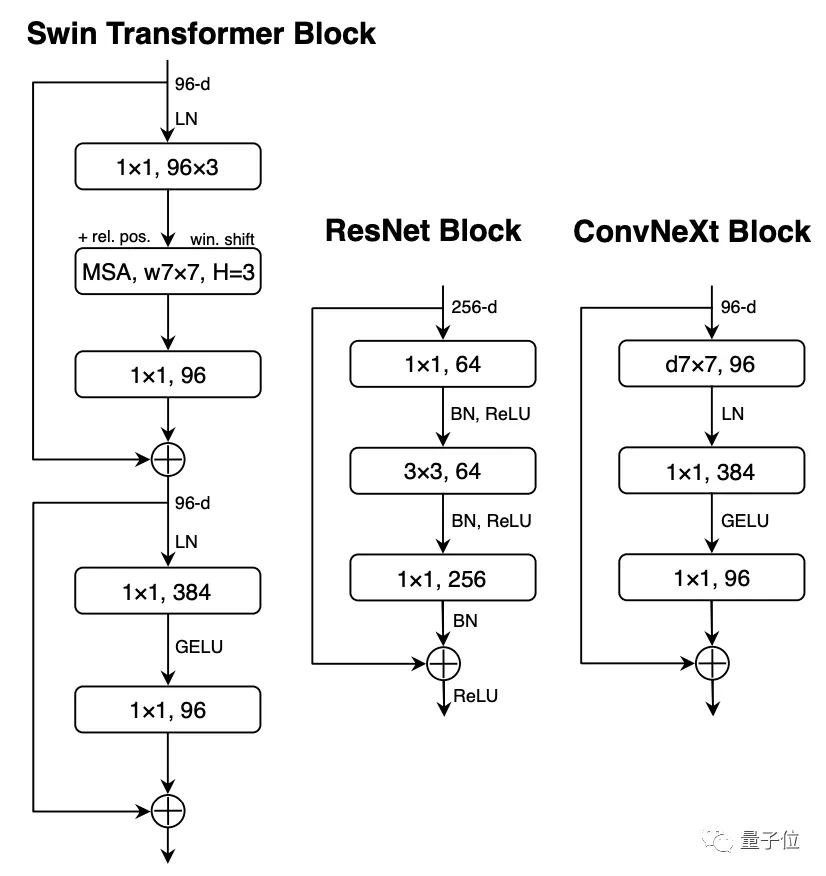 Swin Transformer Block
96-d
LN
1×1, 96×3
+ rel. pos.
win. shift
MSA, w7×7, H=3
1×1, 96
96-d
LN
1×1, 384
GELU
1×1, 96
ResNet Block
256-d
1×1, 64
BN, ReLU
3×3, 64
BN, ReLU
1×1, 256
BN
ReLU
ConvNeXt Block
96-d
d7×7, 96
LN
1×1, 384
GELU
1×1, 96
量子位